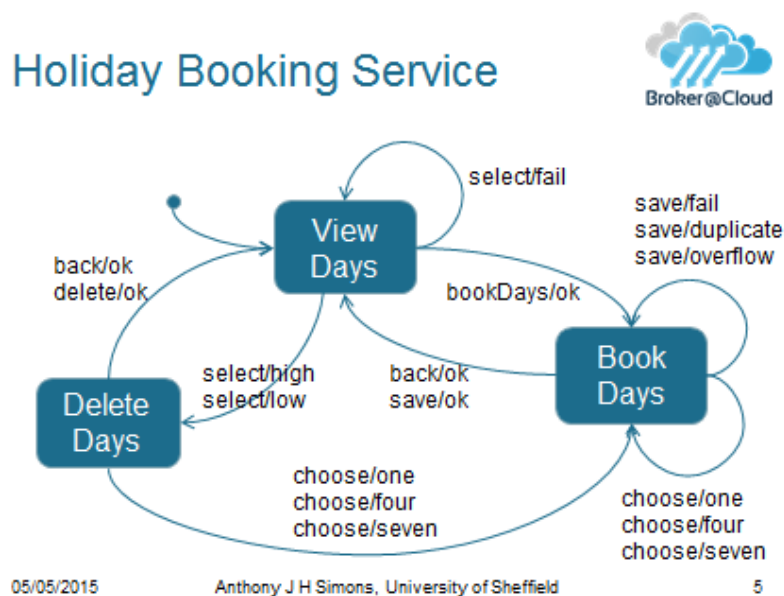 Holiday Booking Service
Broker@Cloud
select/fail
View
Days
save/fail
save/duplicate
save/overflow
back/ok
delete/ok
bookDays/ok
Book
Days
select/high
select/low
back/ok
save/ok
Delete
Days
choose/one
choose/four
choose/seven
choose/one
choose/four
choose/seven
05/05/2015
Anthony J H Simons, University of Sheffield
5